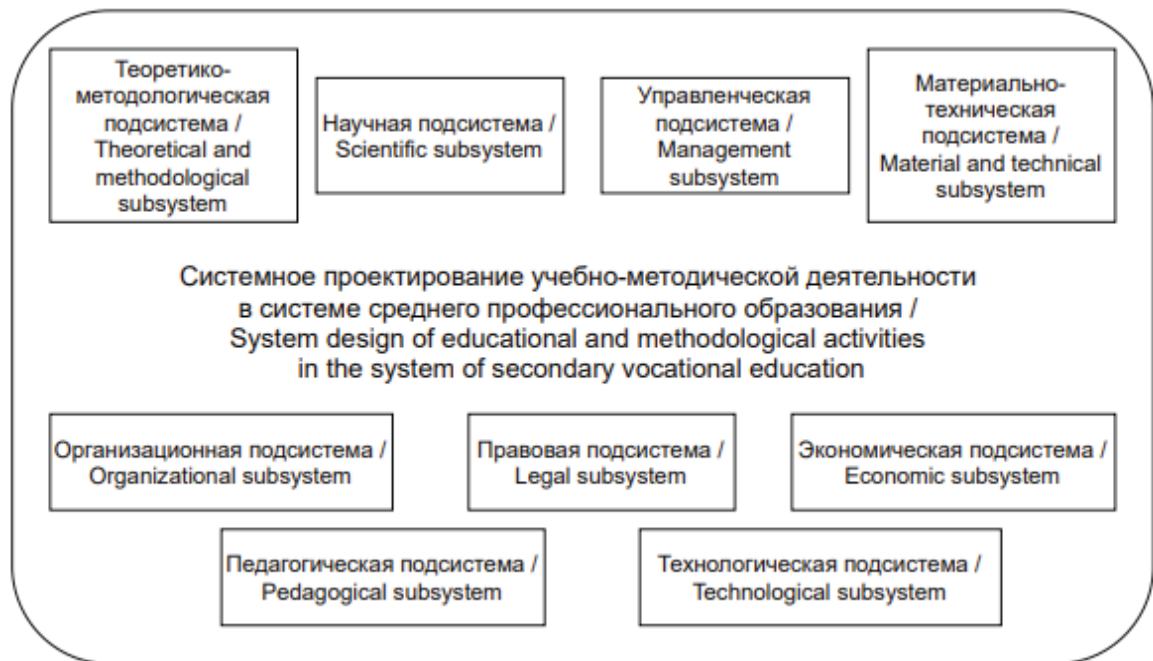 Теоретико-
методологическая
подсистема /
Theoretical and
methodological
subsystem
Научная подсистема /
Scientific subsystem
Управленческая
подсистема /
Management
subsystem
Материально-
техническая
подсистема /
Material and technical
subsystem
Системное проектирование учебно-методической деятельности
в системе среднего профессионального образования /
System design of educational and methodological activities
in the system of secondary vocational education
Организационная подсистема /
Organizational subsystem
Правовая подсистема /
Legal subsystem
Экономическая подсистема /
Economic subsystem
Педагогическая подсистема /
Pedagogical subsystem
Технологическая подсистема /
Technological subsystem